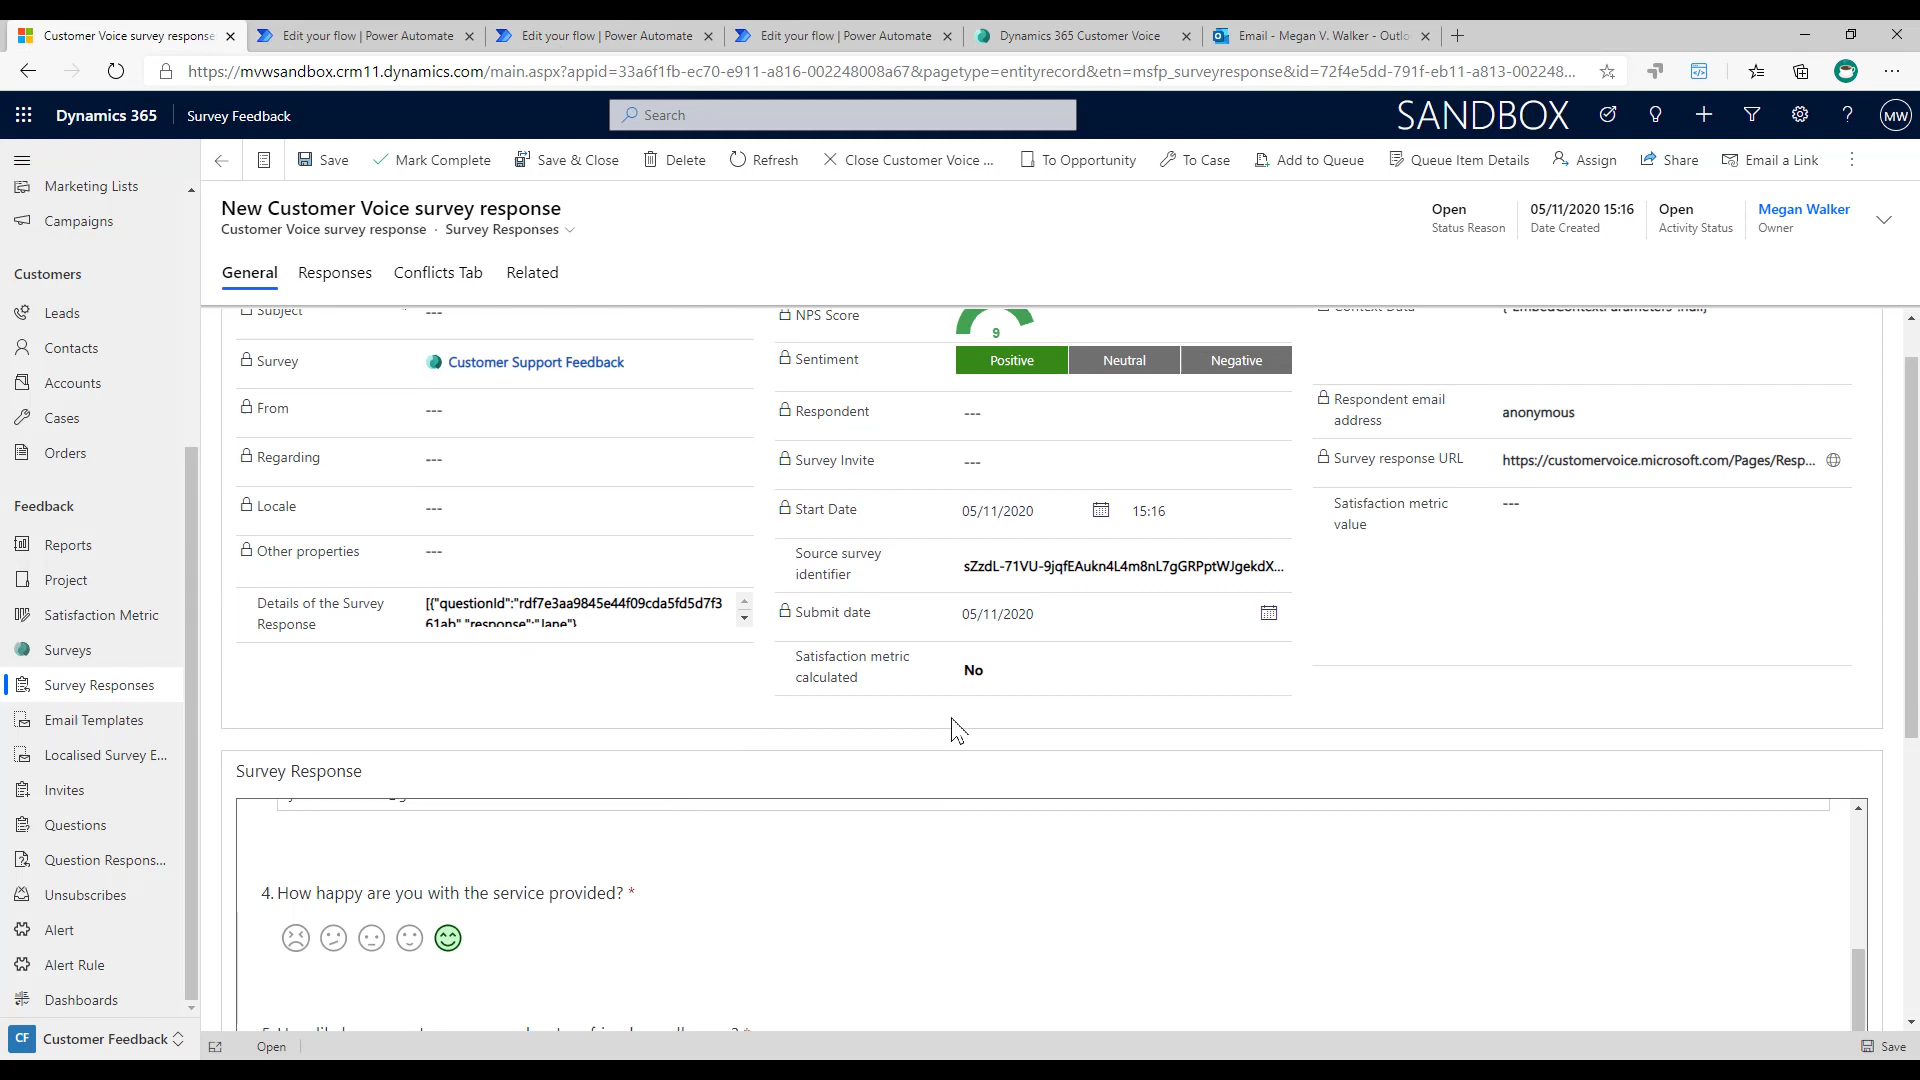 Customer Voice survey response
Edit your flow | Power Automate
Edit your flow | Power Automate
Edit your flow | Power Automate
Dynamics 365 Customer Voice
Email - Megan V. Walker - Outlo
https://mvwsandbox.crm11.dynamics.com/main.aspx?appid=33a6f1fb-ec70-e911-a816-002248008a67&pagetype=entityrecord&etn=msfp_surveyresponse&id=72f4e5dd-791f-eb11-a813-002248...
Dynamics 365
Survey Feedback
Search
SANDBOX
MW
Save
Mark Complete
Save & Close
Delete
Refresh
Close Customer Voice ...
To Opportunity
To Case
Add to Queue
Queue Item Details
Assign
Share
Email a Link
Marketing Lists
Campaigns
Customers
Leads
Contacts
Accounts
Cases
Orders
Feedback
Reports
Project
Satisfaction Metric
Surveys
Survey Responses
Email Templates
Localised Survey E...
Invites
Questions
Question Respons...
Unsubscribes
Alert
Alert Rule
Dashboards
CF Customer Feedback
New Customer Voice survey response
Customer Voice survey response · Survey Responses
Open
Status Reason
05/11/2020 15:16
Date Created
Open
Activity Status
Megan Walker
Owner
General
Responses
Conflicts Tab
Related
Subject
---
Survey
Customer Support Feedback
From
---
Regarding
---
Locale
---
Other properties
---
Details of the Survey
Response
[{"questionId":"rdf7e3aa9845e44f09cda5fd5d7f3
61ab","response":"Jane"}
NPS Score
9
Sentiment
Positive
Neutral
Negative
Respondent
---
Survey Invite
---
Start Date
05/11/2020
15:16
Source survey
identifier
sZzdL-71VU-9jqfEAukn4L4m8nL7gGRPptWJgekdX...
Submit date
05/11/2020
Satisfaction metric
calculated
No
Context Data
{"EmbedContextParameters":null}
Respondent email
address
anonymous
Survey response URL
https://customervoice.microsoft.com/Pages/Resp...
Satisfaction metric
value
---
Survey Response
4. How happy are you with the service provided? *
Open
Save